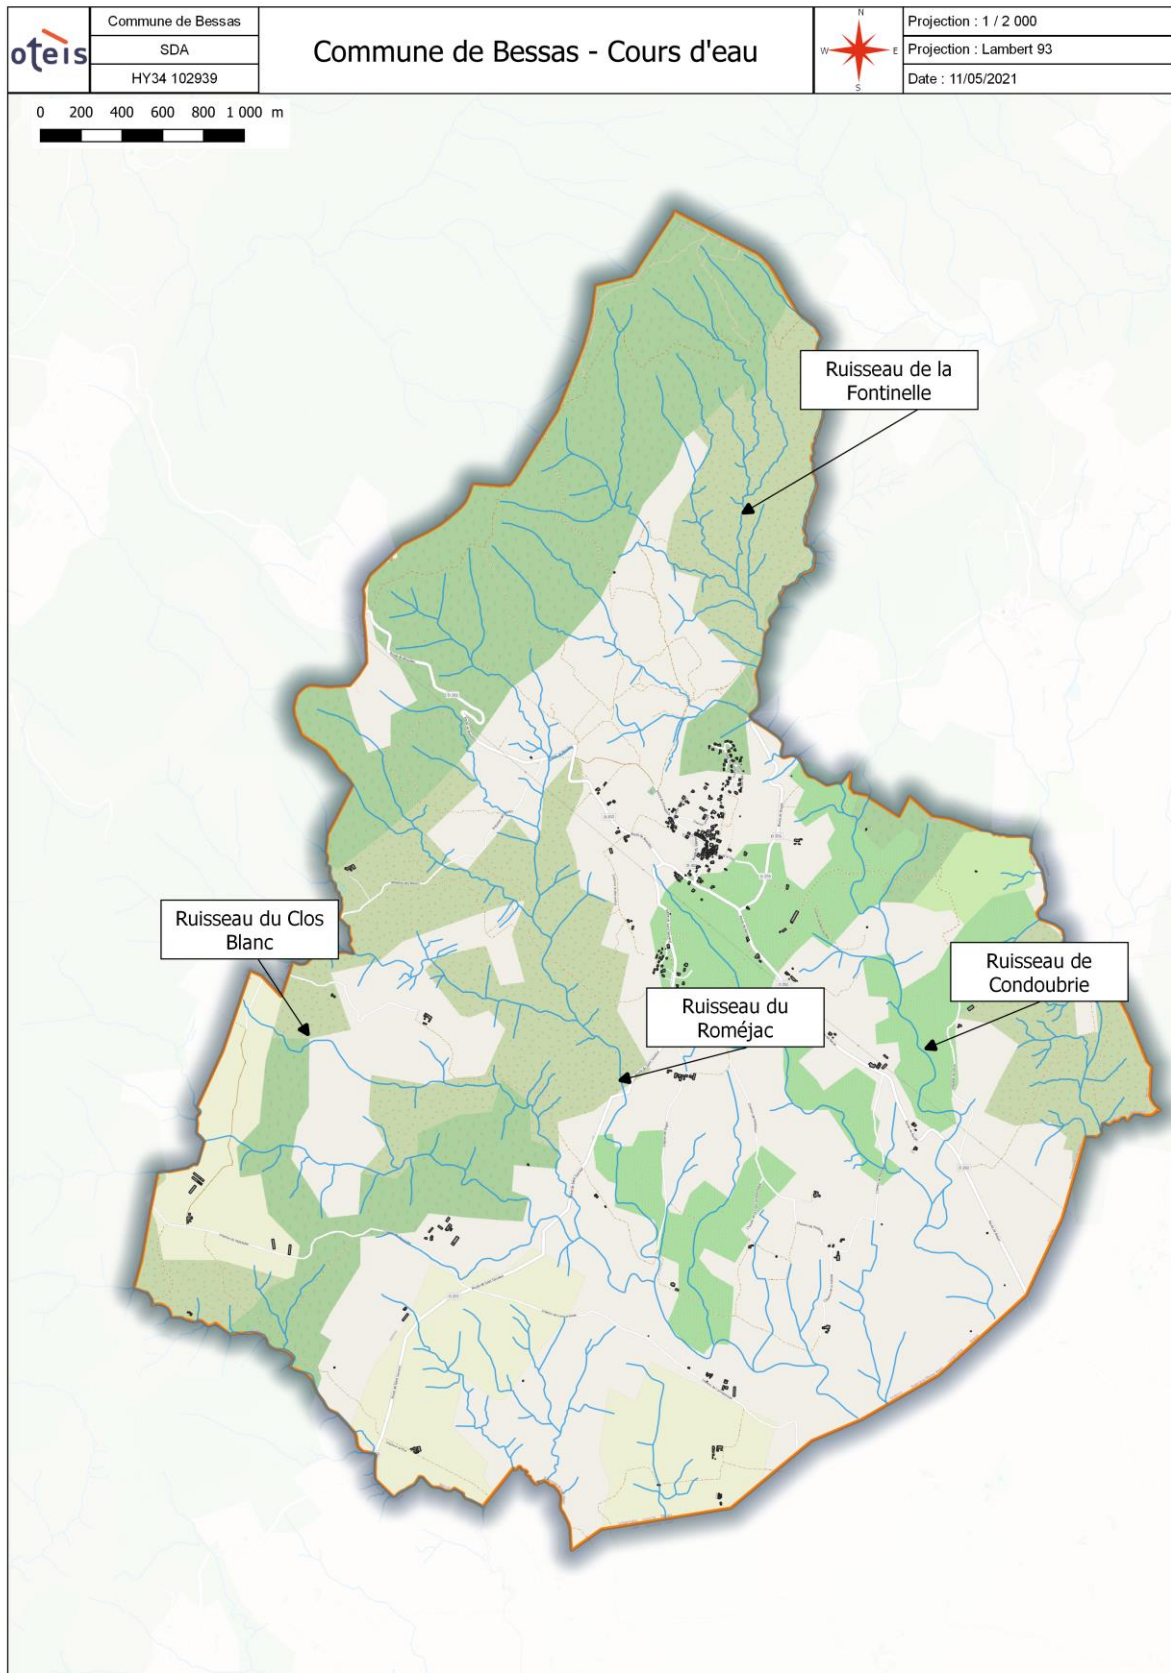 oteis
Commune de Bessas
SDA
HY34 102939
Commune de Bessas - Cours d'eau
N
W
E
S
Projection : 1 / 2 000
Projection : Lambert 93
Date : 11/05/2021
0 200 400 600 800 1 000 m
Ruisseau de la
Fontinelle
Ruisseau du Clos
Blanc
Ruisseau de
Condoubrie
Ruisseau du
Roméjac